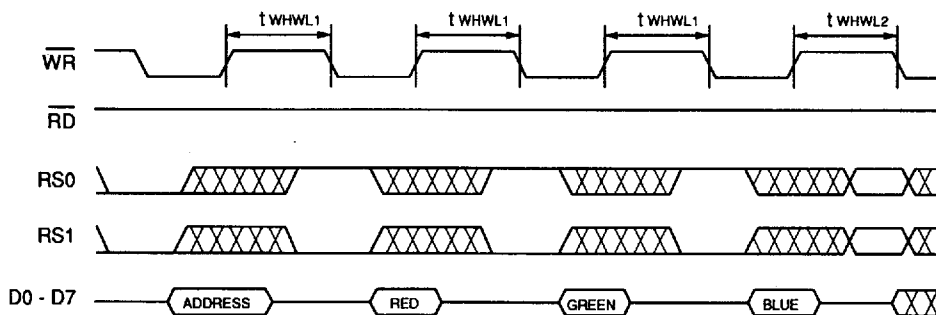 t WHWL1 t WHWL1 t WHWL1 t WHWL2
WR
RD
RS0
RS1
D0 - D7 ADDRESS RED GREEN BLUE